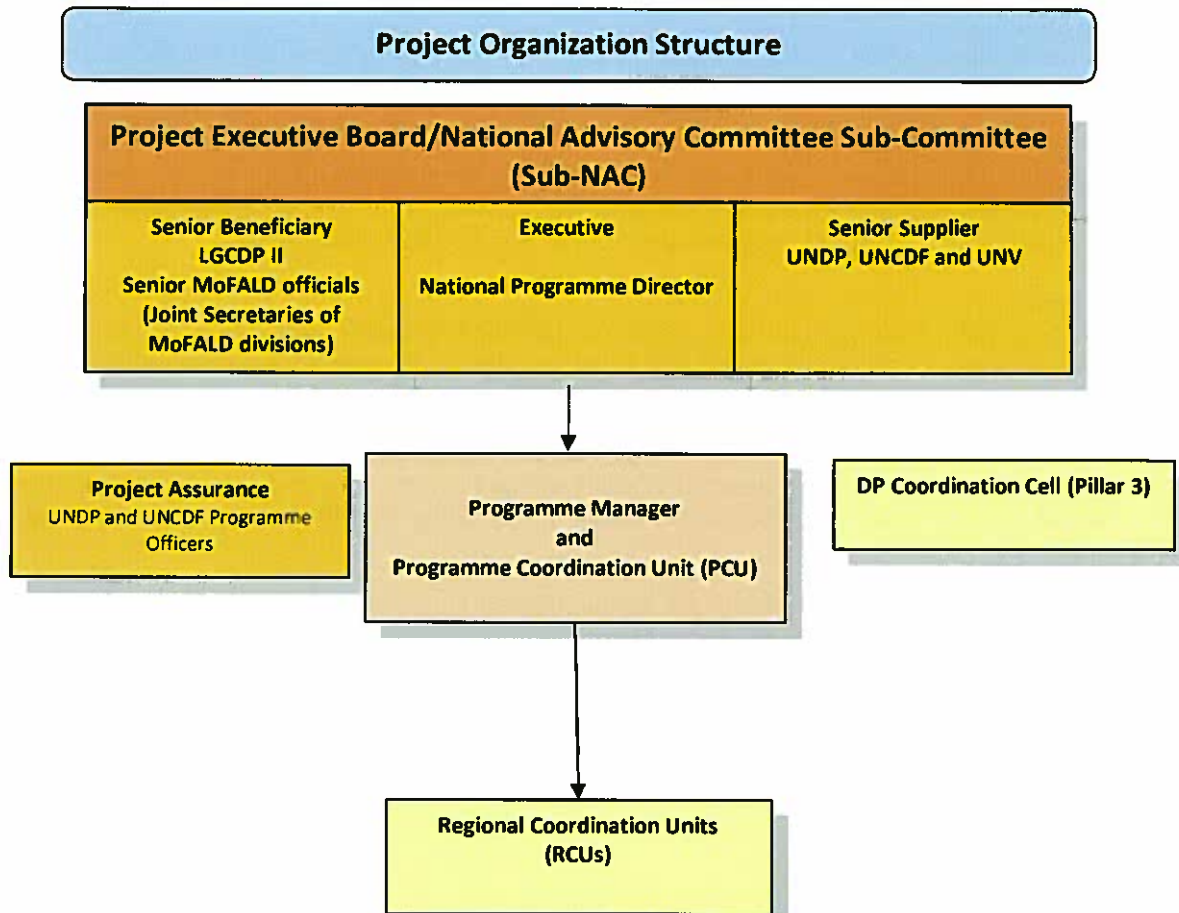 Project Organization Structure
Project Executive Board/National Advisory Committee Sub-Committee
(Sub-NAC)
Senior Beneficiary
LGCDP II
Senior MoFALD officials
(Joint Secretaries of
MoFALD divisions)
Executive
National Programme Director
Senior Supplier
UNDP, UNCDF and UNV
Project Assurance
UNDP and UNCDF Programme
Officers
Programme Manager
and
Programme Coordination Unit (PCU)
DP Coordination Cell (Pillar 3)
Regional Coordination Units
(RCUs)